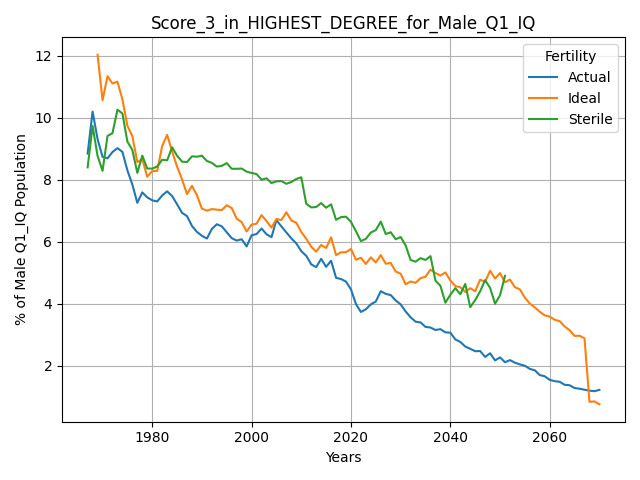 Score_3_in_HIGHEST_DEGREE_for_Male_Q1_IQ
% of Male Q1_IQ Population
12
10
8
6
4
2
Fertility
Actual
Ideal
Sterile
1980
2000
2020
2040
2060
Years